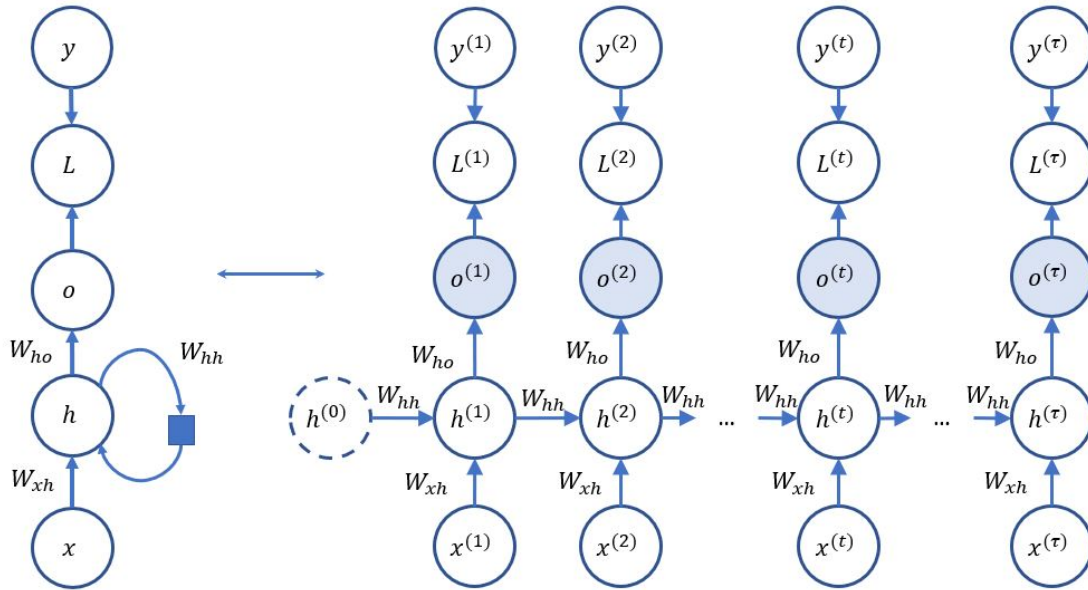 y y⁽¹⁾ y⁽²⁾ y⁽ᵗ⁾ y⁽τ⁾
L L⁽¹⁾ L⁽²⁾ L⁽ᵗ⁾ L⁽τ⁾
o o⁽¹⁾ o⁽²⁾ o⁽ᵗ⁾ o⁽τ⁾
W_ho W_hh W_ho W_ho W_ho W_ho
h h⁽⁰⁾ W_hh h⁽¹⁾ W_hh h⁽²⁾ W_hh ... W_hh h⁽ᵗ⁾ W_hh ... W_hh h⁽τ⁾
W_xh W_xh W_xh W_xh W_xh
x x⁽¹⁾ x⁽²⁾ x⁽ᵗ⁾ x⁽τ⁾